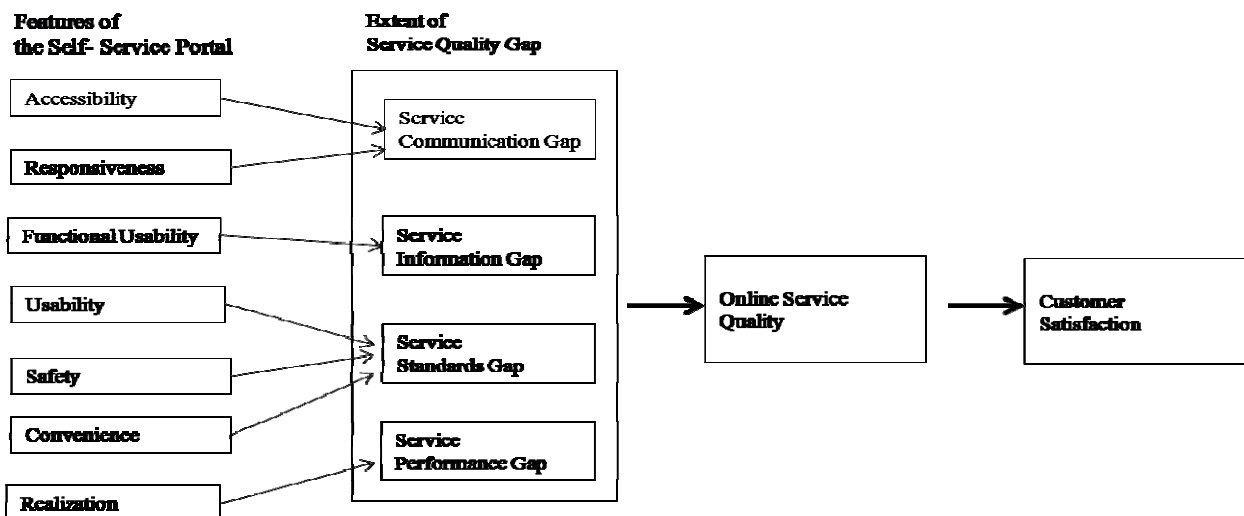 Features of
the Self- Service Portal
Extent of
Service Quality Gap
Accessibility
Responsiveness
Functional Usability
Usability
Safety
Convenience
Realization
Service
Communication Gap
Service
Information Gap
Service
Standards Gap
Service
Performance Gap
Online Service
Quality
Customer
Satisfaction